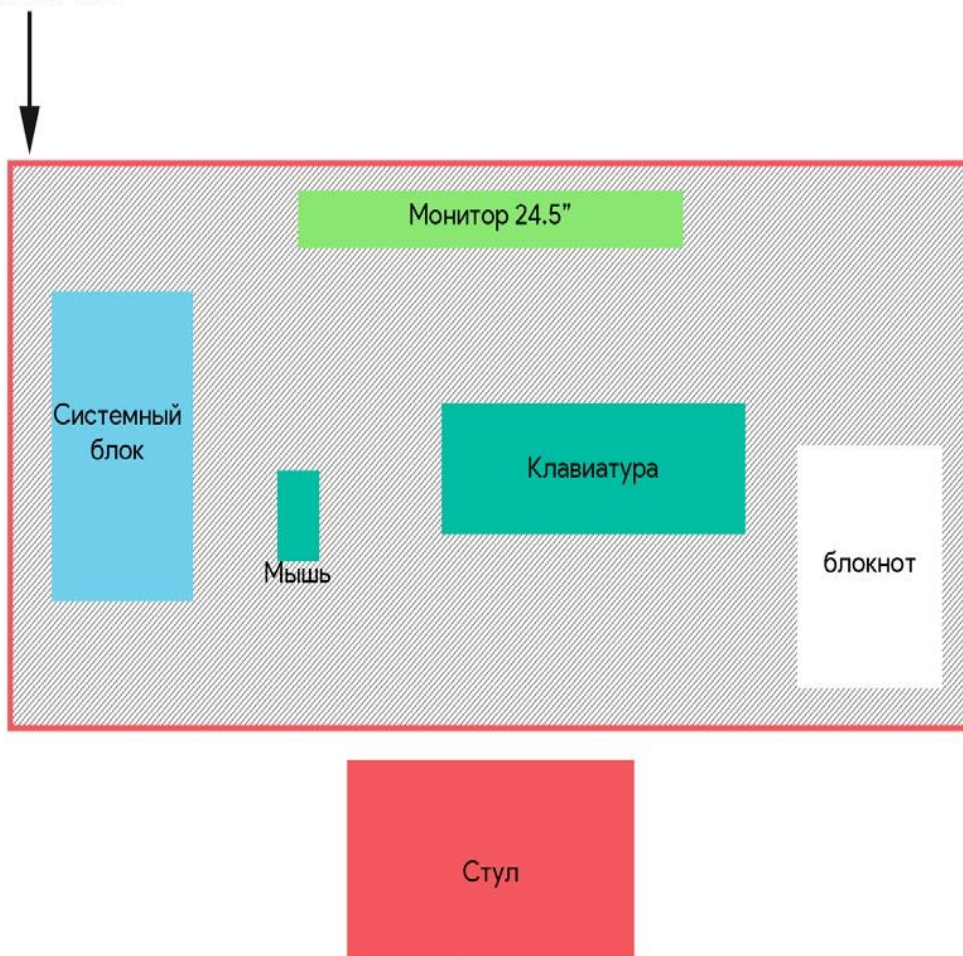 Монитор 24.5”
Системный
блок
Клавиатура
Мышь
блокнот
Стул